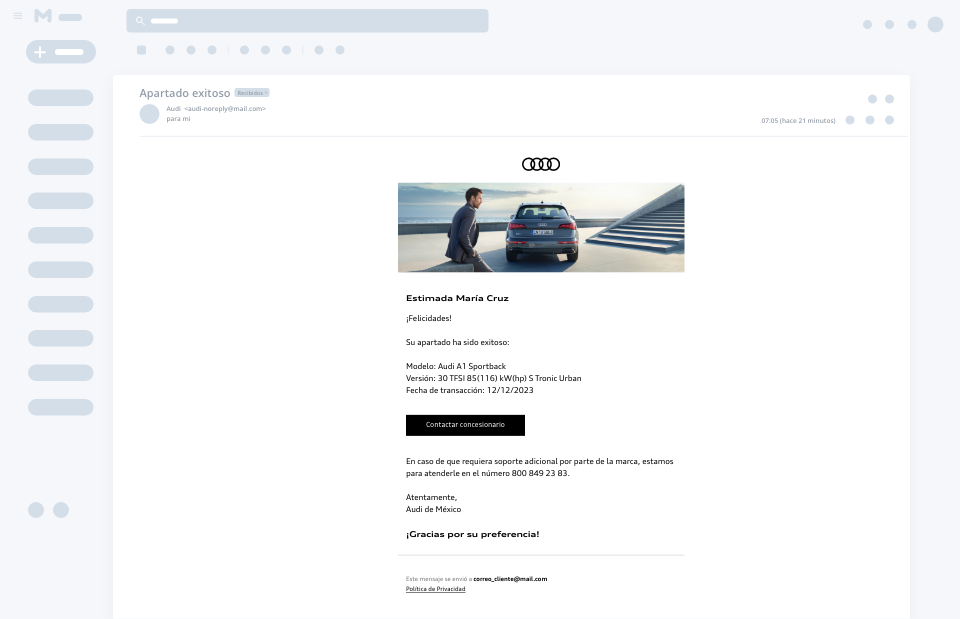 Apartado exitoso Recibidos ×
Audi <audi-noreply@mail.com>
para mí
07:05 (hace 21 minutos)
Estimada María Cruz
¡Felicidades!
Su apartado ha sido exitoso:
Modelo: Audi A1 Sportback
Versión: 30 TFSI 85(116) kW(hp) S Tronic Urban
Fecha de transacción: 12/12/2023
Contactar concesionario
En caso de que requiera soporte adicional por parte de la marca, estamos
para atenderle en el número 800 849 23 83.
Atentamente,
Audi de México
¡Gracias por su preferencia!
Este mensaje se envió a correo_cliente@mail.com
Política de Privacidad